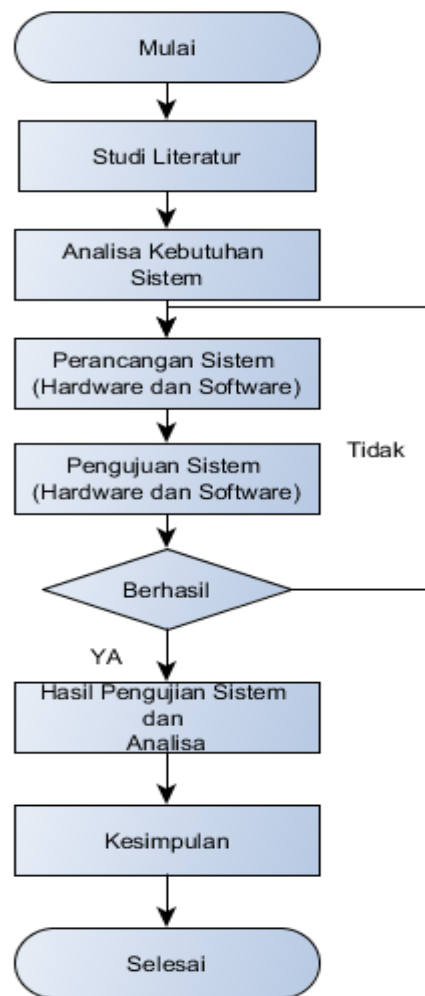 Mulai
Studi Literatur
Analisa Kebutuhan
Sistem
Perancangan Sistem
(Hardware dan Software)
Tidak
Pengujuan Sistem
(Hardware dan Software)
Berhasil
YA
Hasil Pengujian Sistem
dan
Analisa
Kesimpulan
Selesai